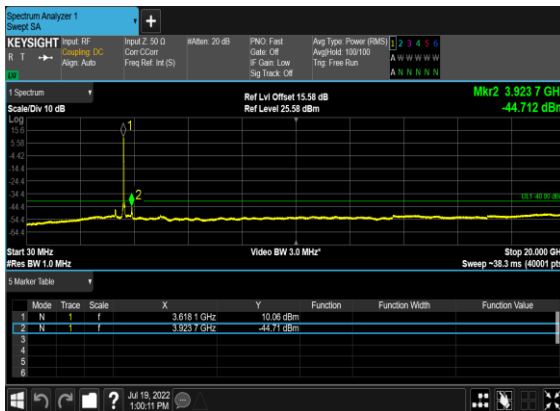 Spectrum Analyzer 1
Swept SA
KEYSIGHT Input: RF Input Z: 50 Ω #Atten: 20 dB PNO: Fast Avg Type: Power (RMS) 1 2 3 4 5 6
R T Coupling: DC Corr CCorr Gate: Off Avg|Hold: 100/100 A W W W W W
Align: Auto Freq Ref: Int (S) IF Gain: Low Trig: Free Run
Sig Track: Off A N N N N N
1 Spectrum Ref Lvl Offset 15.58 dB Mkr2 3.923 7 GH
Scale/Div 10 dB Ref Level 25.58 dBm -44.712 dBm
Log
15.6
5.58
-4.42
-14.4
-24.4
-34.4
-44.4
-54.4
-64.4
1
2
DL1 -40.00 dBm
Start 30 MHz Video BW 3.0 MHz* Stop 20.000 GH
#Res BW 1.0 MHz Sweep ~38.3 ms (40001 pts
5 Marker Table
Mode Trace Scale X Y Function Function Width Function Value
1 N 1 f 3.618 1 GHz 10.06 dBm
2 N 1 f 3.923 7 GHz -44.71 dBm
3
4
5
6
? Jul 19, 2022
1:00:11 PM